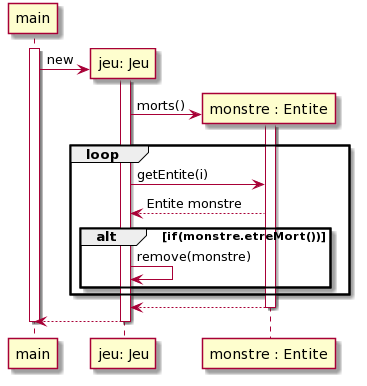 main
new
jeu: Jeu
morts()
monstre : Entite
loop
getEntite(i)
Entite monstre
alt [if(monstre.etreMort())]
remove(monstre)
main jeu: Jeu monstre : Entite